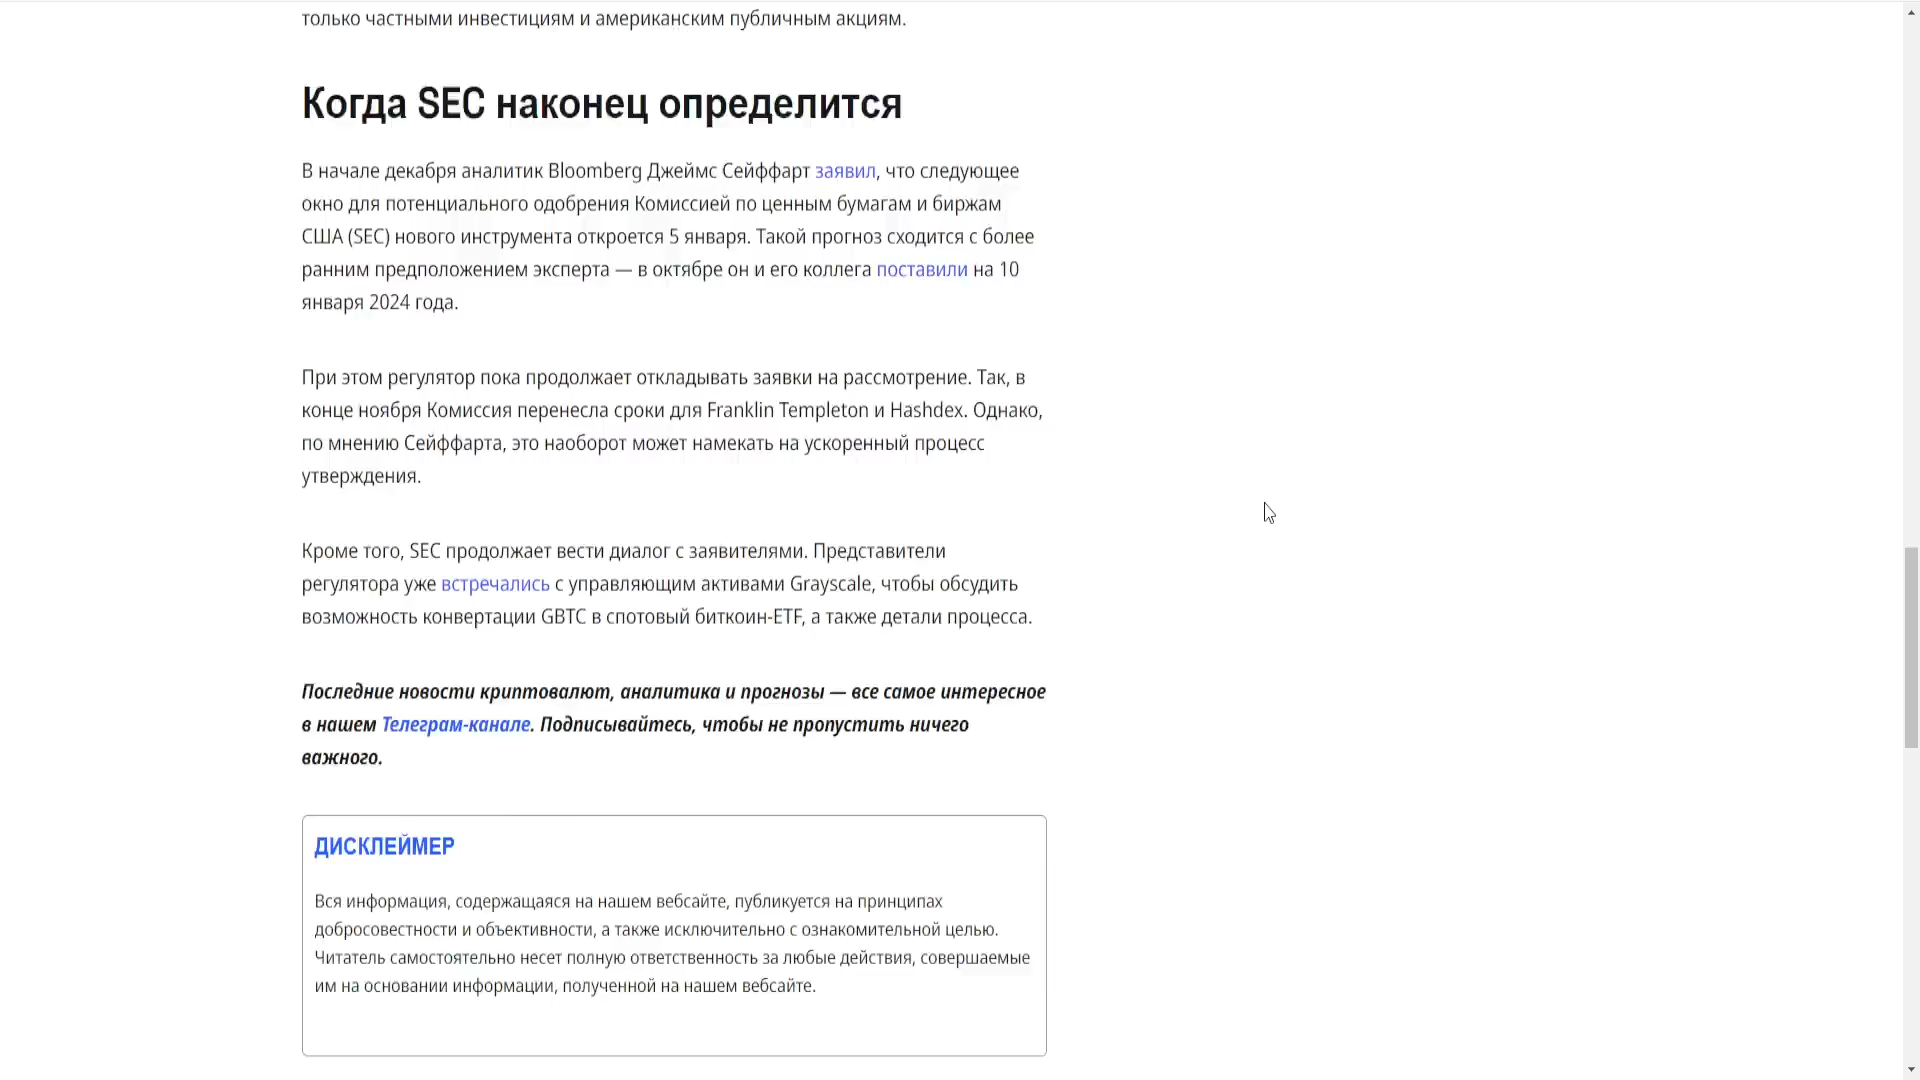 только частными инвестициям и американским публичным акциям.
Когда SEC наконец определится
В начале декабря аналитик Bloomberg Джеймс Сейффарт заявил, что следующее
окно для потенциального одобрения Комиссией по ценным бумагам и биржам
США (SEC) нового инструмента откроется 5 января. Такой прогноз сходится с более
ранним предположением эксперта — в октябре он и его коллега поставили на 10
января 2024 года.
При этом регулятор пока продолжает откладывать заявки на рассмотрение. Так, в
конце ноября Комиссия перенесла сроки для Franklin Templeton и Hashdex. Однако,
по мнению Сейффарта, это наоборот может намекать на ускоренный процесс
утверждения.
Кроме того, SEC продолжает вести диалог с заявителями. Представители
регулятора уже встречались с управляющим активами Grayscale, чтобы обсудить
возможность конвертации GBTC в спотовый биткоин-ETF, а также детали процесса.
Последние новости криптовалют, аналитика и прогнозы — все самое интересное
в нашем Телеграм-канале. Подписывайтесь, чтобы не пропустить ничего
важного.
ДИСКЛЕЙМЕР
Вся информация, содержащаяся на нашем вебсайте, публикуется на принципах
добросовестности и объективности, а также исключительно с ознакомительной целью.
Читатель самостоятельно несет полную ответственность за любые действия, совершаемые
им на основании информации, полученной на нашем вебсайте.